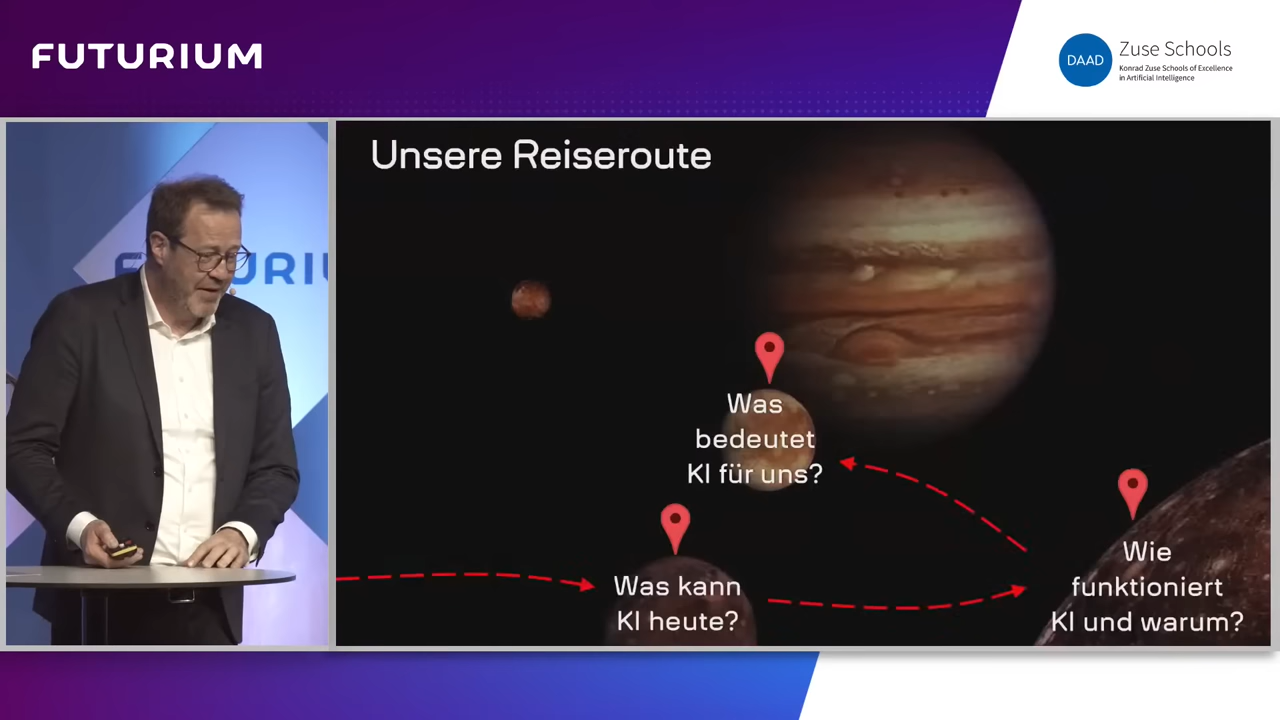 FUTURIUM
DAAD
Zuse Schools
Konrad Zuse Schools of Excellence
in Artificial Intelligence
FUTURIU
Unsere Reiseroute
Was
bedeutet
KI für uns?
Was kann
KI heute?
Wie
funktioniert
KI und warum?